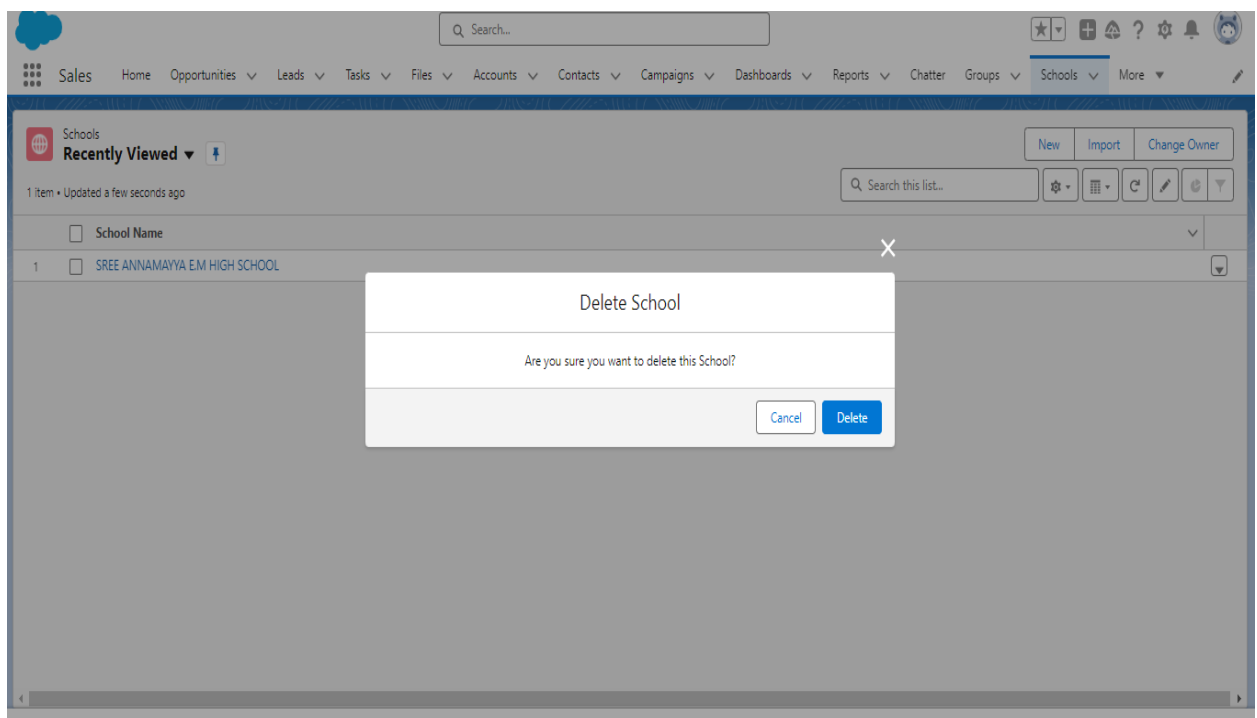 Search...
Sales Home Opportunities Leads Tasks Files Accounts Contacts Campaigns Dashboards Reports Chatter Groups Schools More
Schools
Recently Viewed
New Import Change Owner
1 item • Updated a few seconds ago
Search this list...
School Name
1 SREE ANNAMAYYA E.M HIGH SCHOOL
Delete School
Are you sure you want to delete this School?
Cancel Delete